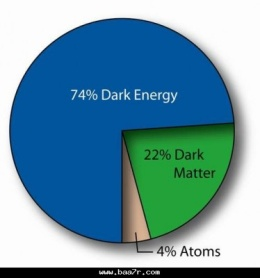 74% Dark Energy
22% Dark
Matter
4% Atoms
www.baa7r.com